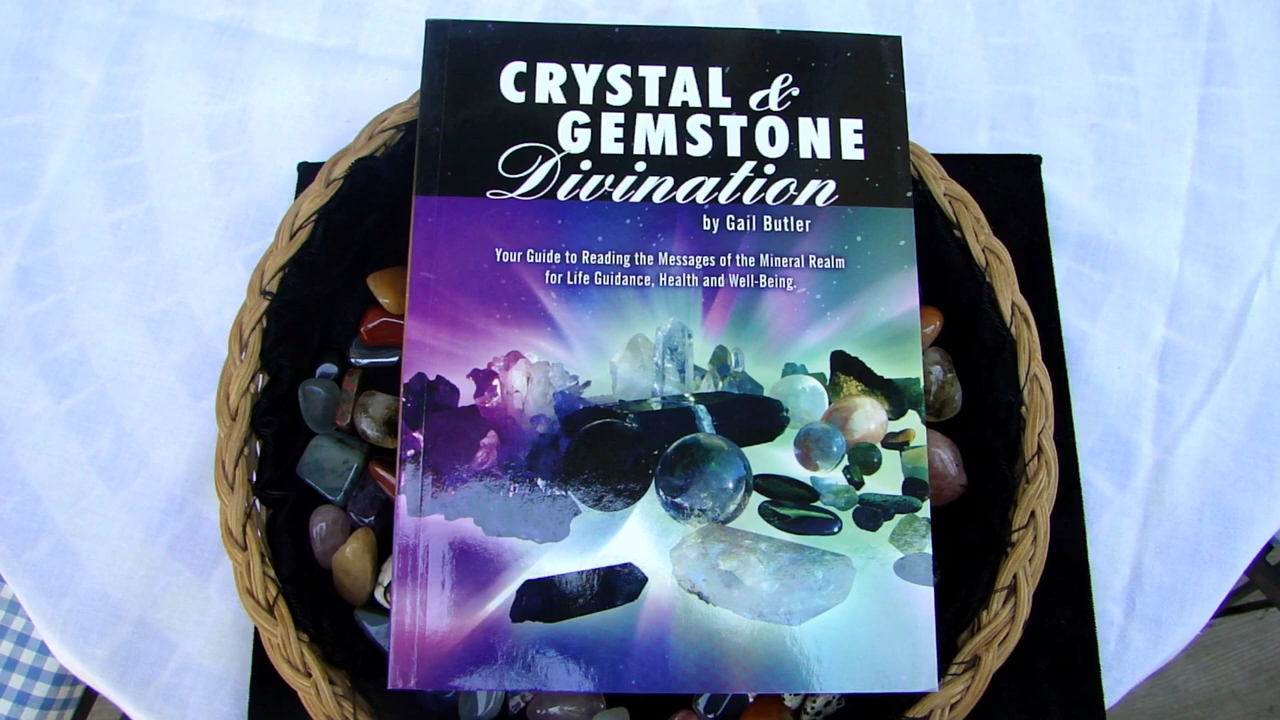 CRYSTAL &
GEMSTONE
Divination
by Gail Butler
Your Guide to Reading the Messages of the Mineral Realm
for Life Guidance, Health and Well-Being.